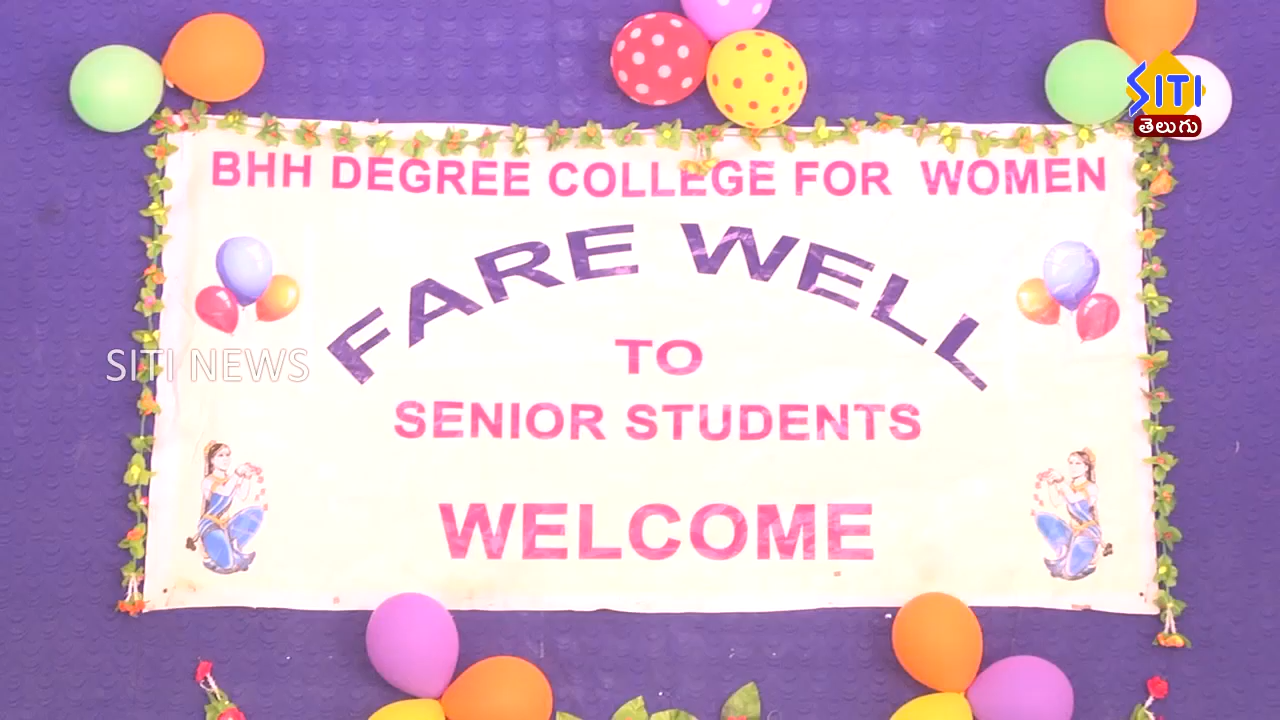 SITI
తెలుగు
BHH DEGREE COLLEGE FOR WOMEN
FARE WELL
TO
SENIOR STUDENTS
WELCOME
SITI NEWS